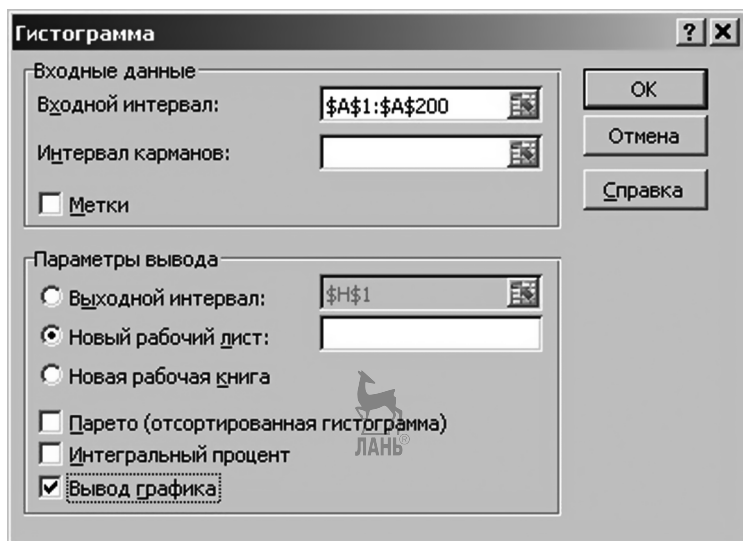 Гистограмма
Входные данные
Входной интервал: $A$1:$A$200
Интервал карманов:
Метки
OK
Отмена
Справка
Параметры вывода
Выходной интервал: $H$1
Новый рабочий лист:
Новая рабочая книга
Парето (отсортированная гистограмма)
Интегральный процент
Вывод графика
ЛАНЬ®